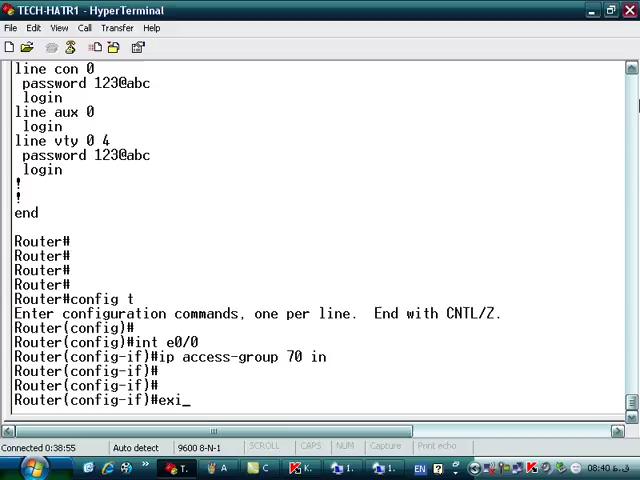 TECH-HATR1 - HyperTerminal
File Edit View Call Transfer Help
line con 0
password 123@abc
login
line aux 0
login
line vty 0 4
password 123@abc
login
!
!
end
Router#
Router#
Router#
Router#
Router#config t
Enter configuration commands, one per line. End with CNTL/Z.
Router(config)#
Router(config)#int e0/0
Router(config-if)#ip access-group 70 in
Router(config-if)#
Router(config-if)#
Router(config-if)#exi_
Connected 0:38:55 Auto detect 9600 8-N-1 SCROLL CAPS NUM Capture Print echo
T. A C K. 1. 1. EN 08:40